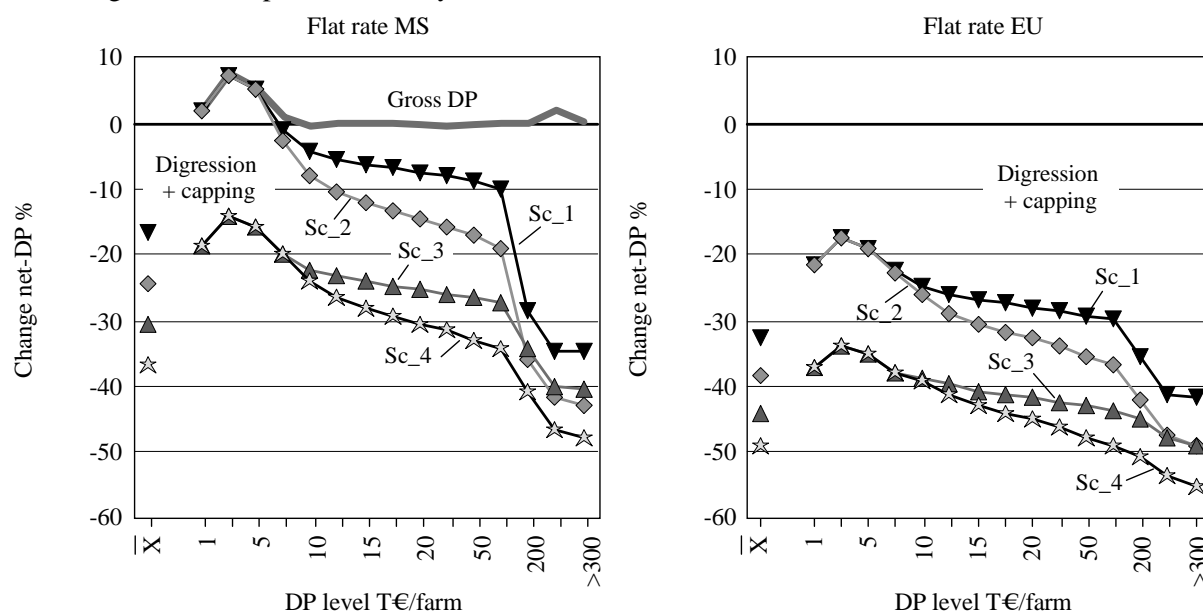 Flat rate MS
10
0
-10
-20
-30
-40
-50
-60
Change net-DP %
Gross DP
Digression
+ capping
Sc_1
Sc_2
Sc_3
Sc_4
X
1
5
10
15
20
50
200
>300
DP level T€/farm
Flat rate EU
10
0
-10
-20
-30
-40
-50
-60
Change net-DP %
Digression
+ capping
Sc_1
Sc_2
Sc_3
Sc_4
X
1
5
10
15
20
50
200
>300
DP level T€/farm